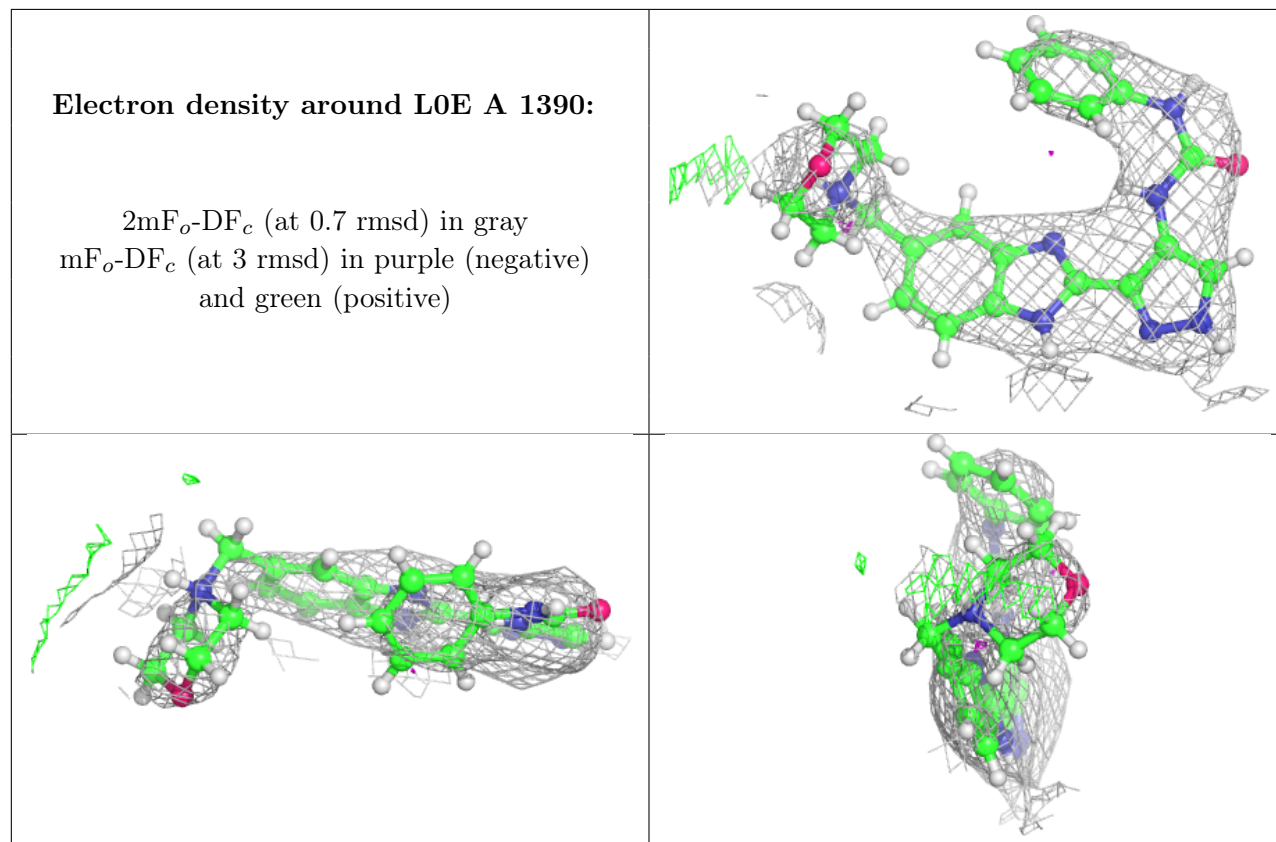 Electron density around L0E A 1390:
2mFo-DFc (at 0.7 rmsd) in gray
mFo-DFc (at 3 rmsd) in purple (negative)
and green (positive)